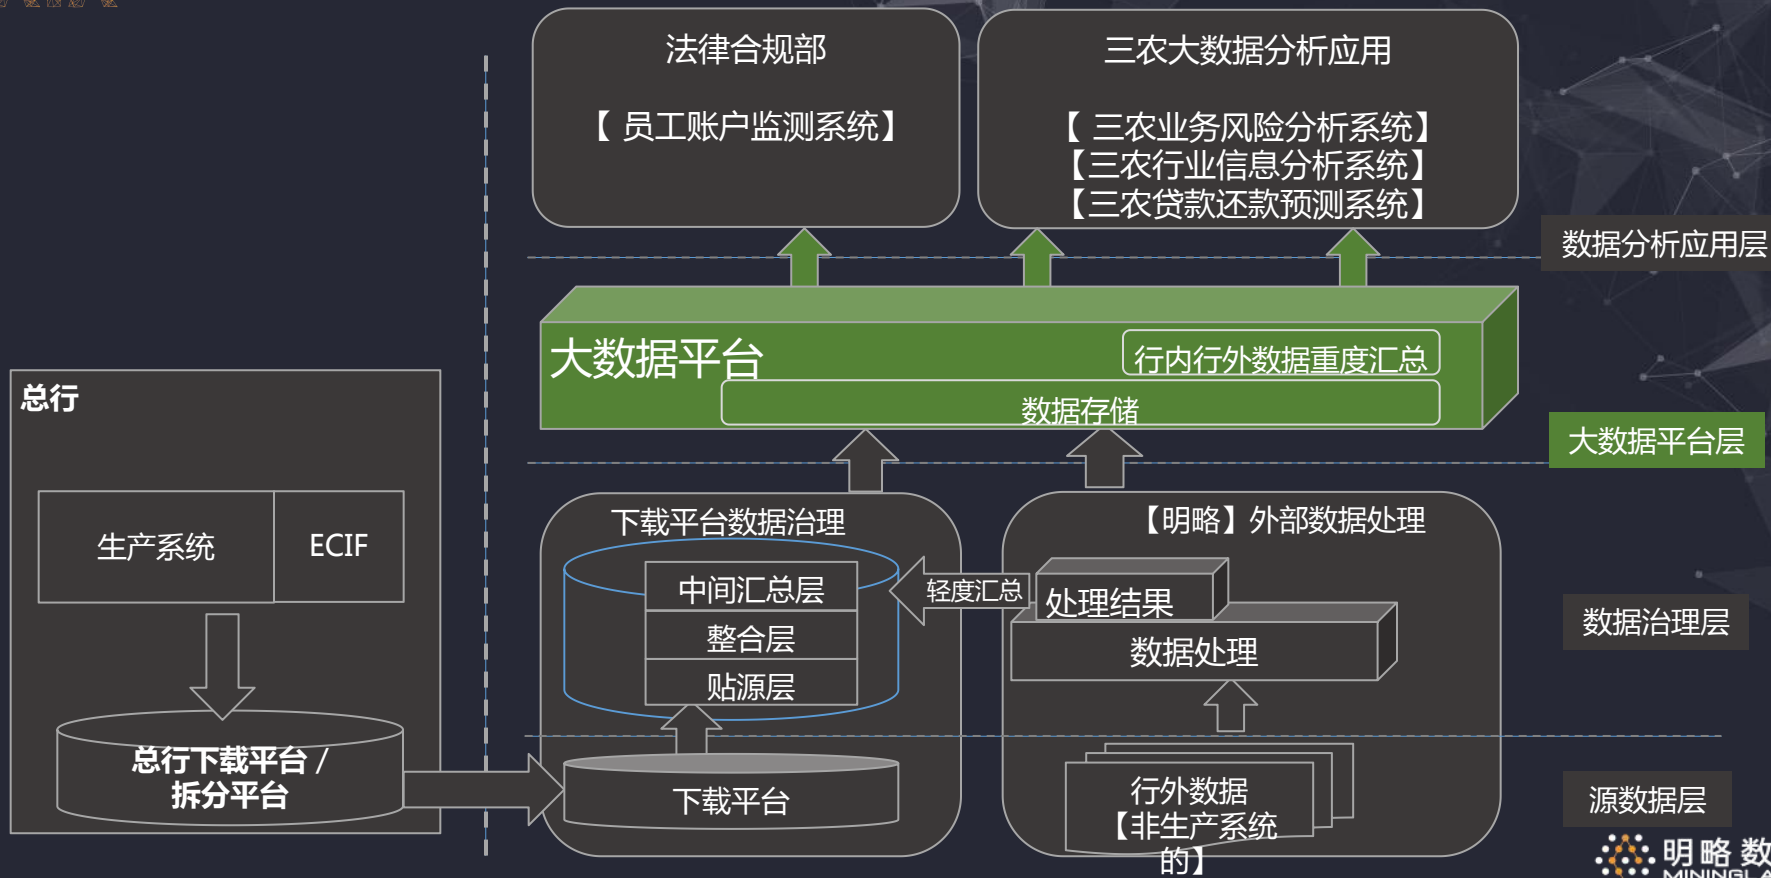 法律合规部
【 员工账户监测系统】
三农大数据分析应用
【 三农业务风险分析系统】
【三农行业信息分析系统】
【三农贷款还款预测系统】
数据分析应用层
大数据平台
行内行外数据重度汇总
数据存储
大数据平台层
总行
生产系统
ECIF
总行下载平台 /
拆分平台
下载平台数据治理
中间汇总层
整合层
贴源层
下载平台
【明略】外部数据处理
轻度汇总
处理结果
数据处理
数据治理层
行外数据
【非生产系统
的】
源数据层
明略数